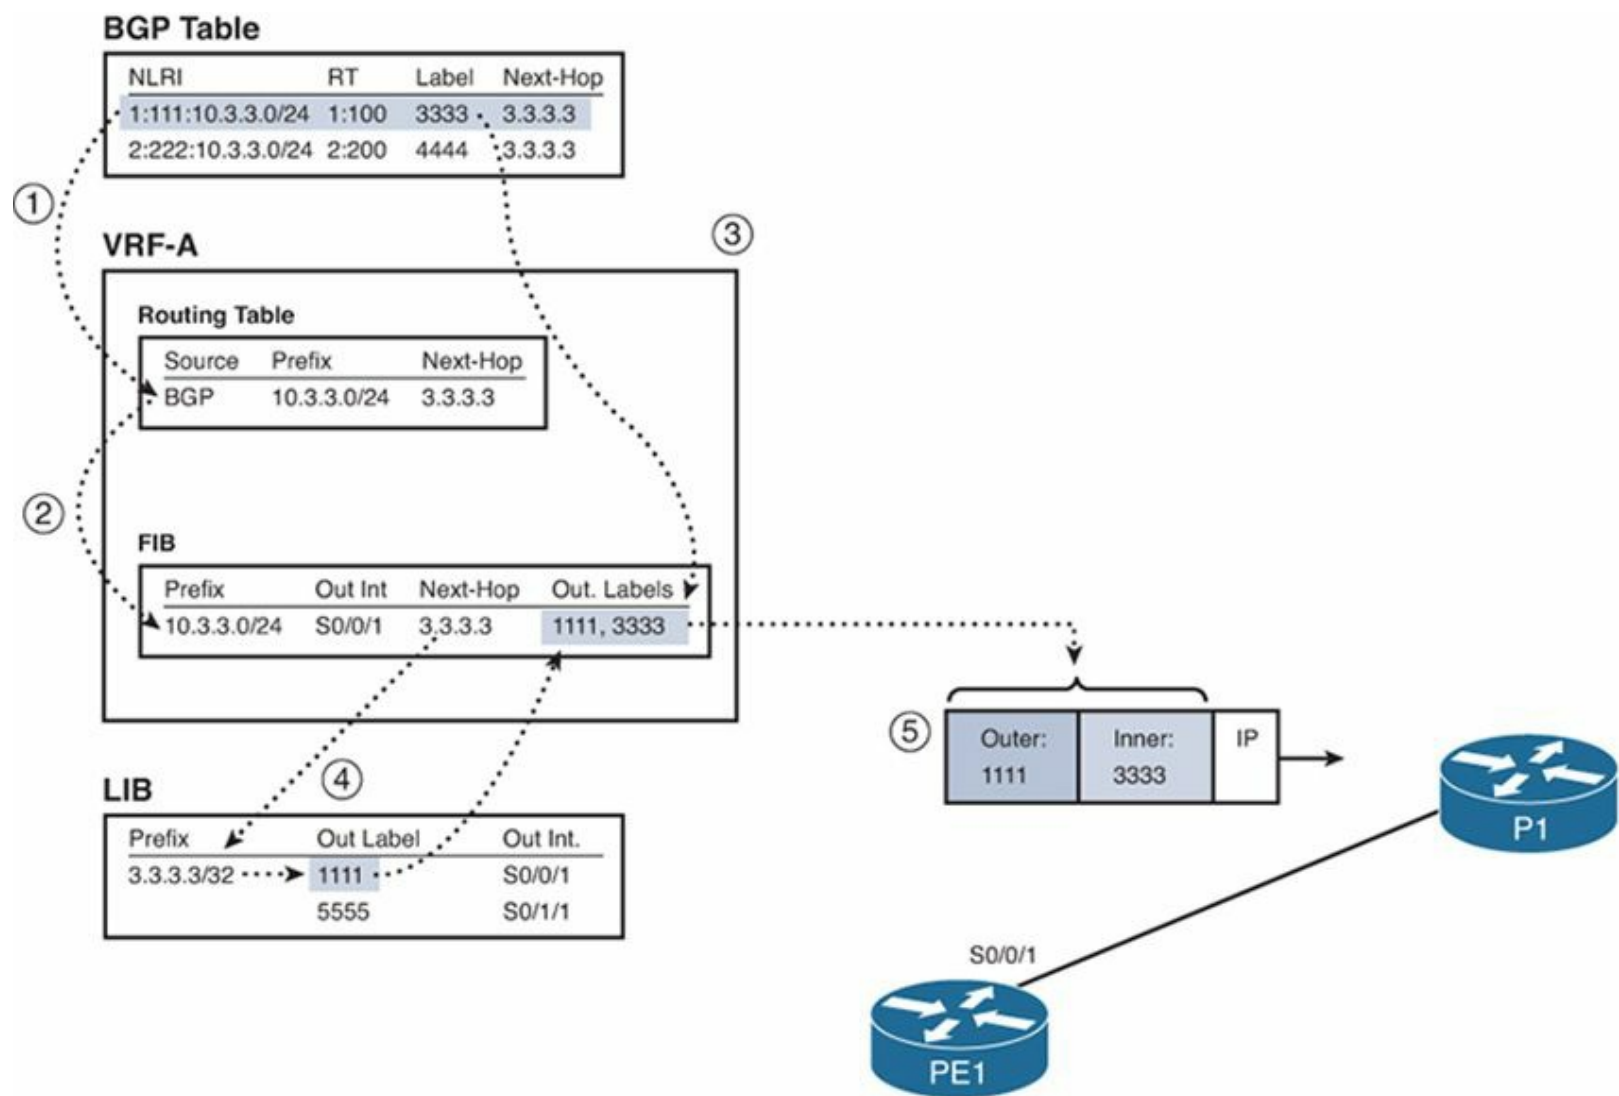 BGP Table
NLRI RT Label Next-Hop
1:111:10.3.3.0/24 1:100 3333 3.3.3.3
2:222:10.3.3.0/24 2:200 4444 3.3.3.3
1
VRF-A
3
Routing Table
Source Prefix Next-Hop
BGP 10.3.3.0/24 3.3.3.3
2
FIB
Prefix Out Int Next-Hop Out. Labels
10.3.3.0/24 S0/0/1 3.3.3.3 1111, 3333
5
Outer: Inner: IP
1111 3333
4
LIB
Prefix Out Label Out Int.
3.3.3.3/32 1111 S0/0/1
5555 S0/1/1
P1
S0/0/1
PE1